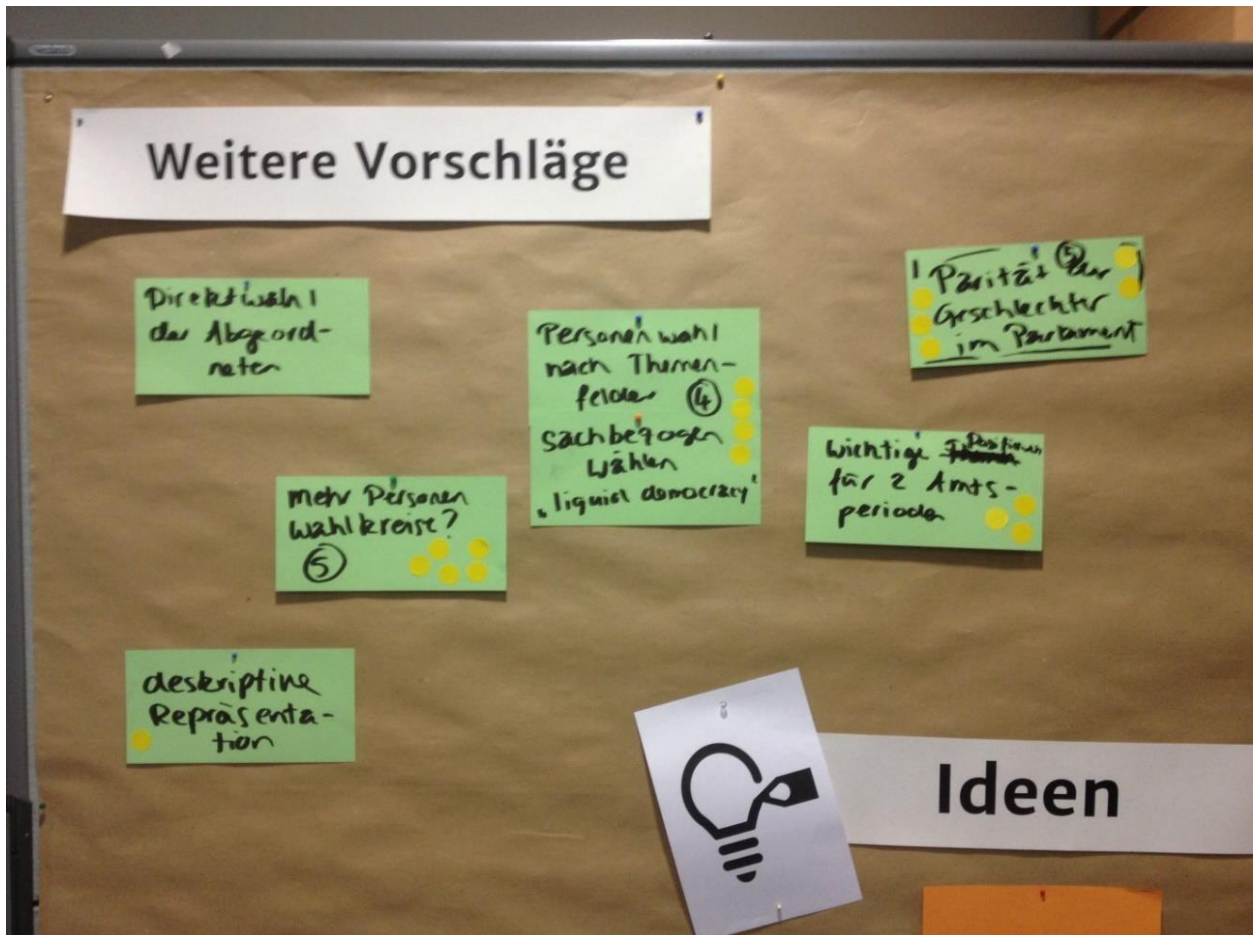 Weitere Vorschläge
Direktwahl
der Abgeord-
neten
Personenwahl
nach Themen-
felder ④
sachbezogen
wählen
„liquid democracy"
! Parität der ⑤
Geschlechter
im Parlament
mehr Personen
wahlkreise?
⑤
wichtige Positionen
für 2 Amts-
perioden
deskriptive
Repräsenta-
tion
Ideen